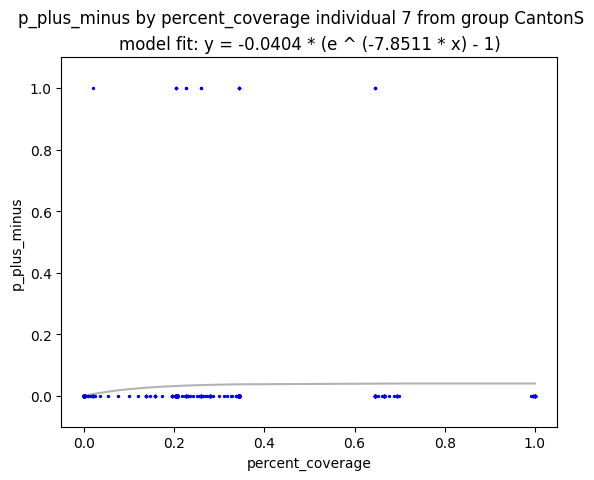 p_plus_minus by percent_coverage individual 7 from group CantonS
model fit: y = -0.0404 * (e ^ (-7.8511 * x) - 1)
1.0
0.8
0.6
0.4
0.2
0.0
p_plus_minus
0.0 0.2 0.4 0.6 0.8 1.0
percent_coverage